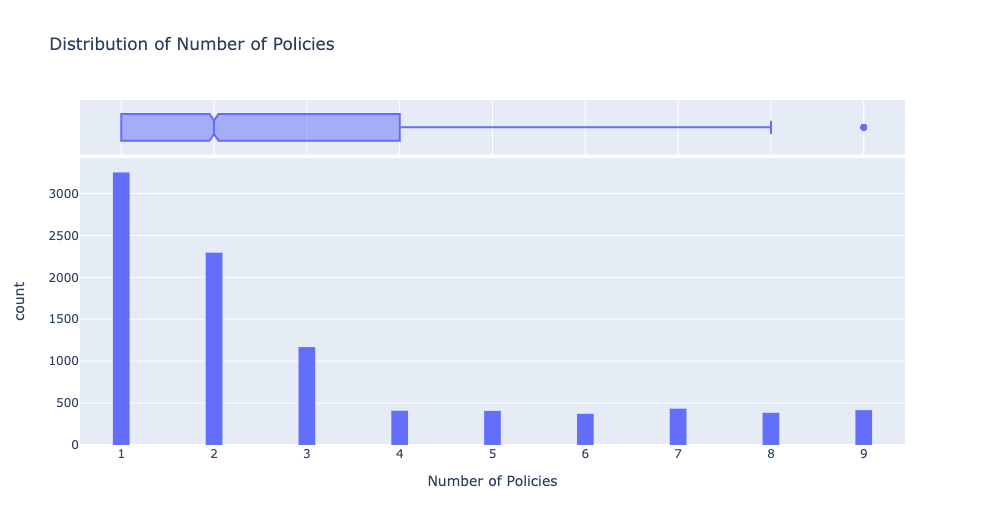 Distribution of Number of Policies
3000
2500
2000
1500
1000
500
0
count
1 2 3 4 5 6 7 8 9
Number of Policies